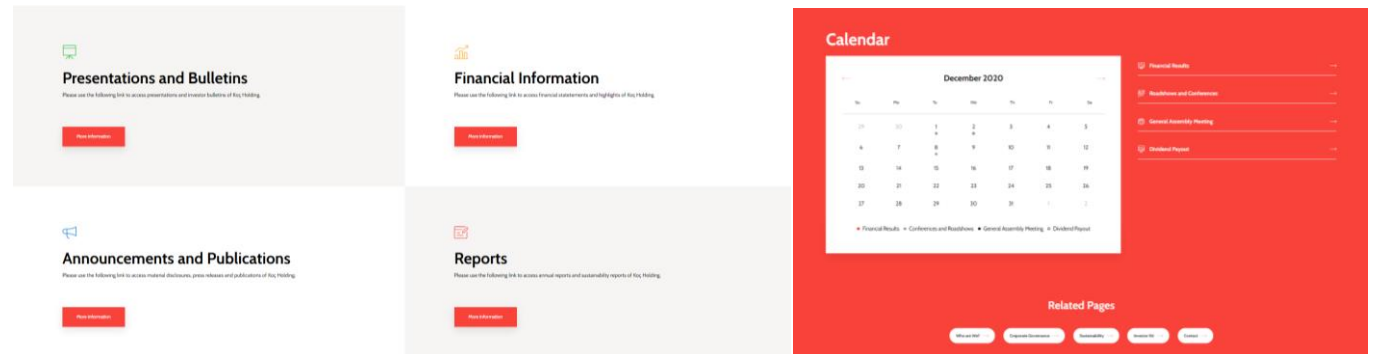 Presentations and Bulletins
Please use the following link to access presentations and investor bulletins of Koç Holding.
More Information
Financial Information
Please use the following link to access financial statetements and highlights of Koç Holding.
More Information
Announcements and Publications
Please use the following link to access material disclosures, press releases and publications of Koç Holding.
More Information
Reports
Please use the following link to access annual reports and sustainability reports of Koç Holding.
More Information
Calendar
December 2020
Su Mo Tu We Th Fr Sa
29 30 1 2 3 4 5
6 7 8 9 10 11 12
13 14 15 16 17 18 19
20 21 22 23 24 25 26
27 28 29 30 31 1 2
Financial Results Conferences and Roadshows General Assembly Meeting Dividend Payout
Financial Results
Roadshows and Conferences
General Assembly Meeting
Dividend Payout
Related Pages
Who are We? Corporate Governance Sustainability Investor Kit Contact